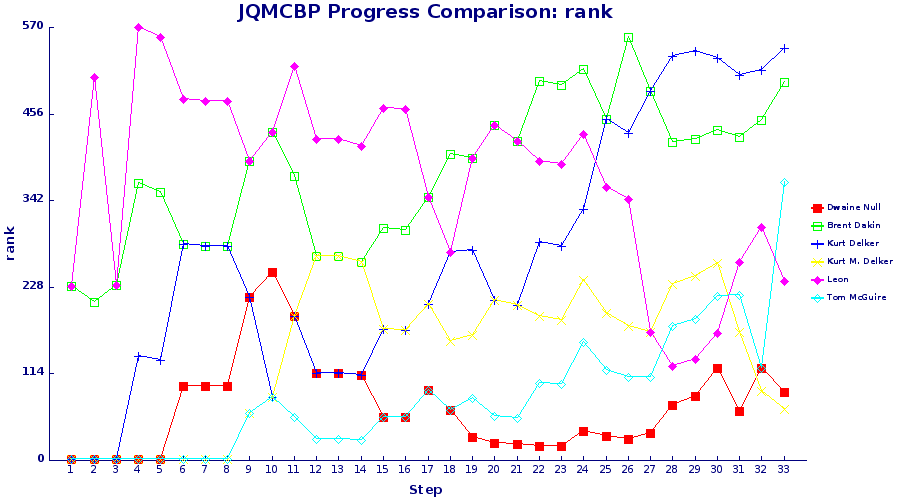 JQMCBP Progress Comparison: rank
570
456
342
228
114
0
rank
1 2 3 4 5 6 7 8 9 10 11 12 13 14 15 16 17 18 19 20 21 22 23 24 25 26 27 28 29 30 31 32 33
Step
Dwaine Null
Brent Dakin
Kurt Delker
Kurt M. Delker
Leon
Tom McGuire